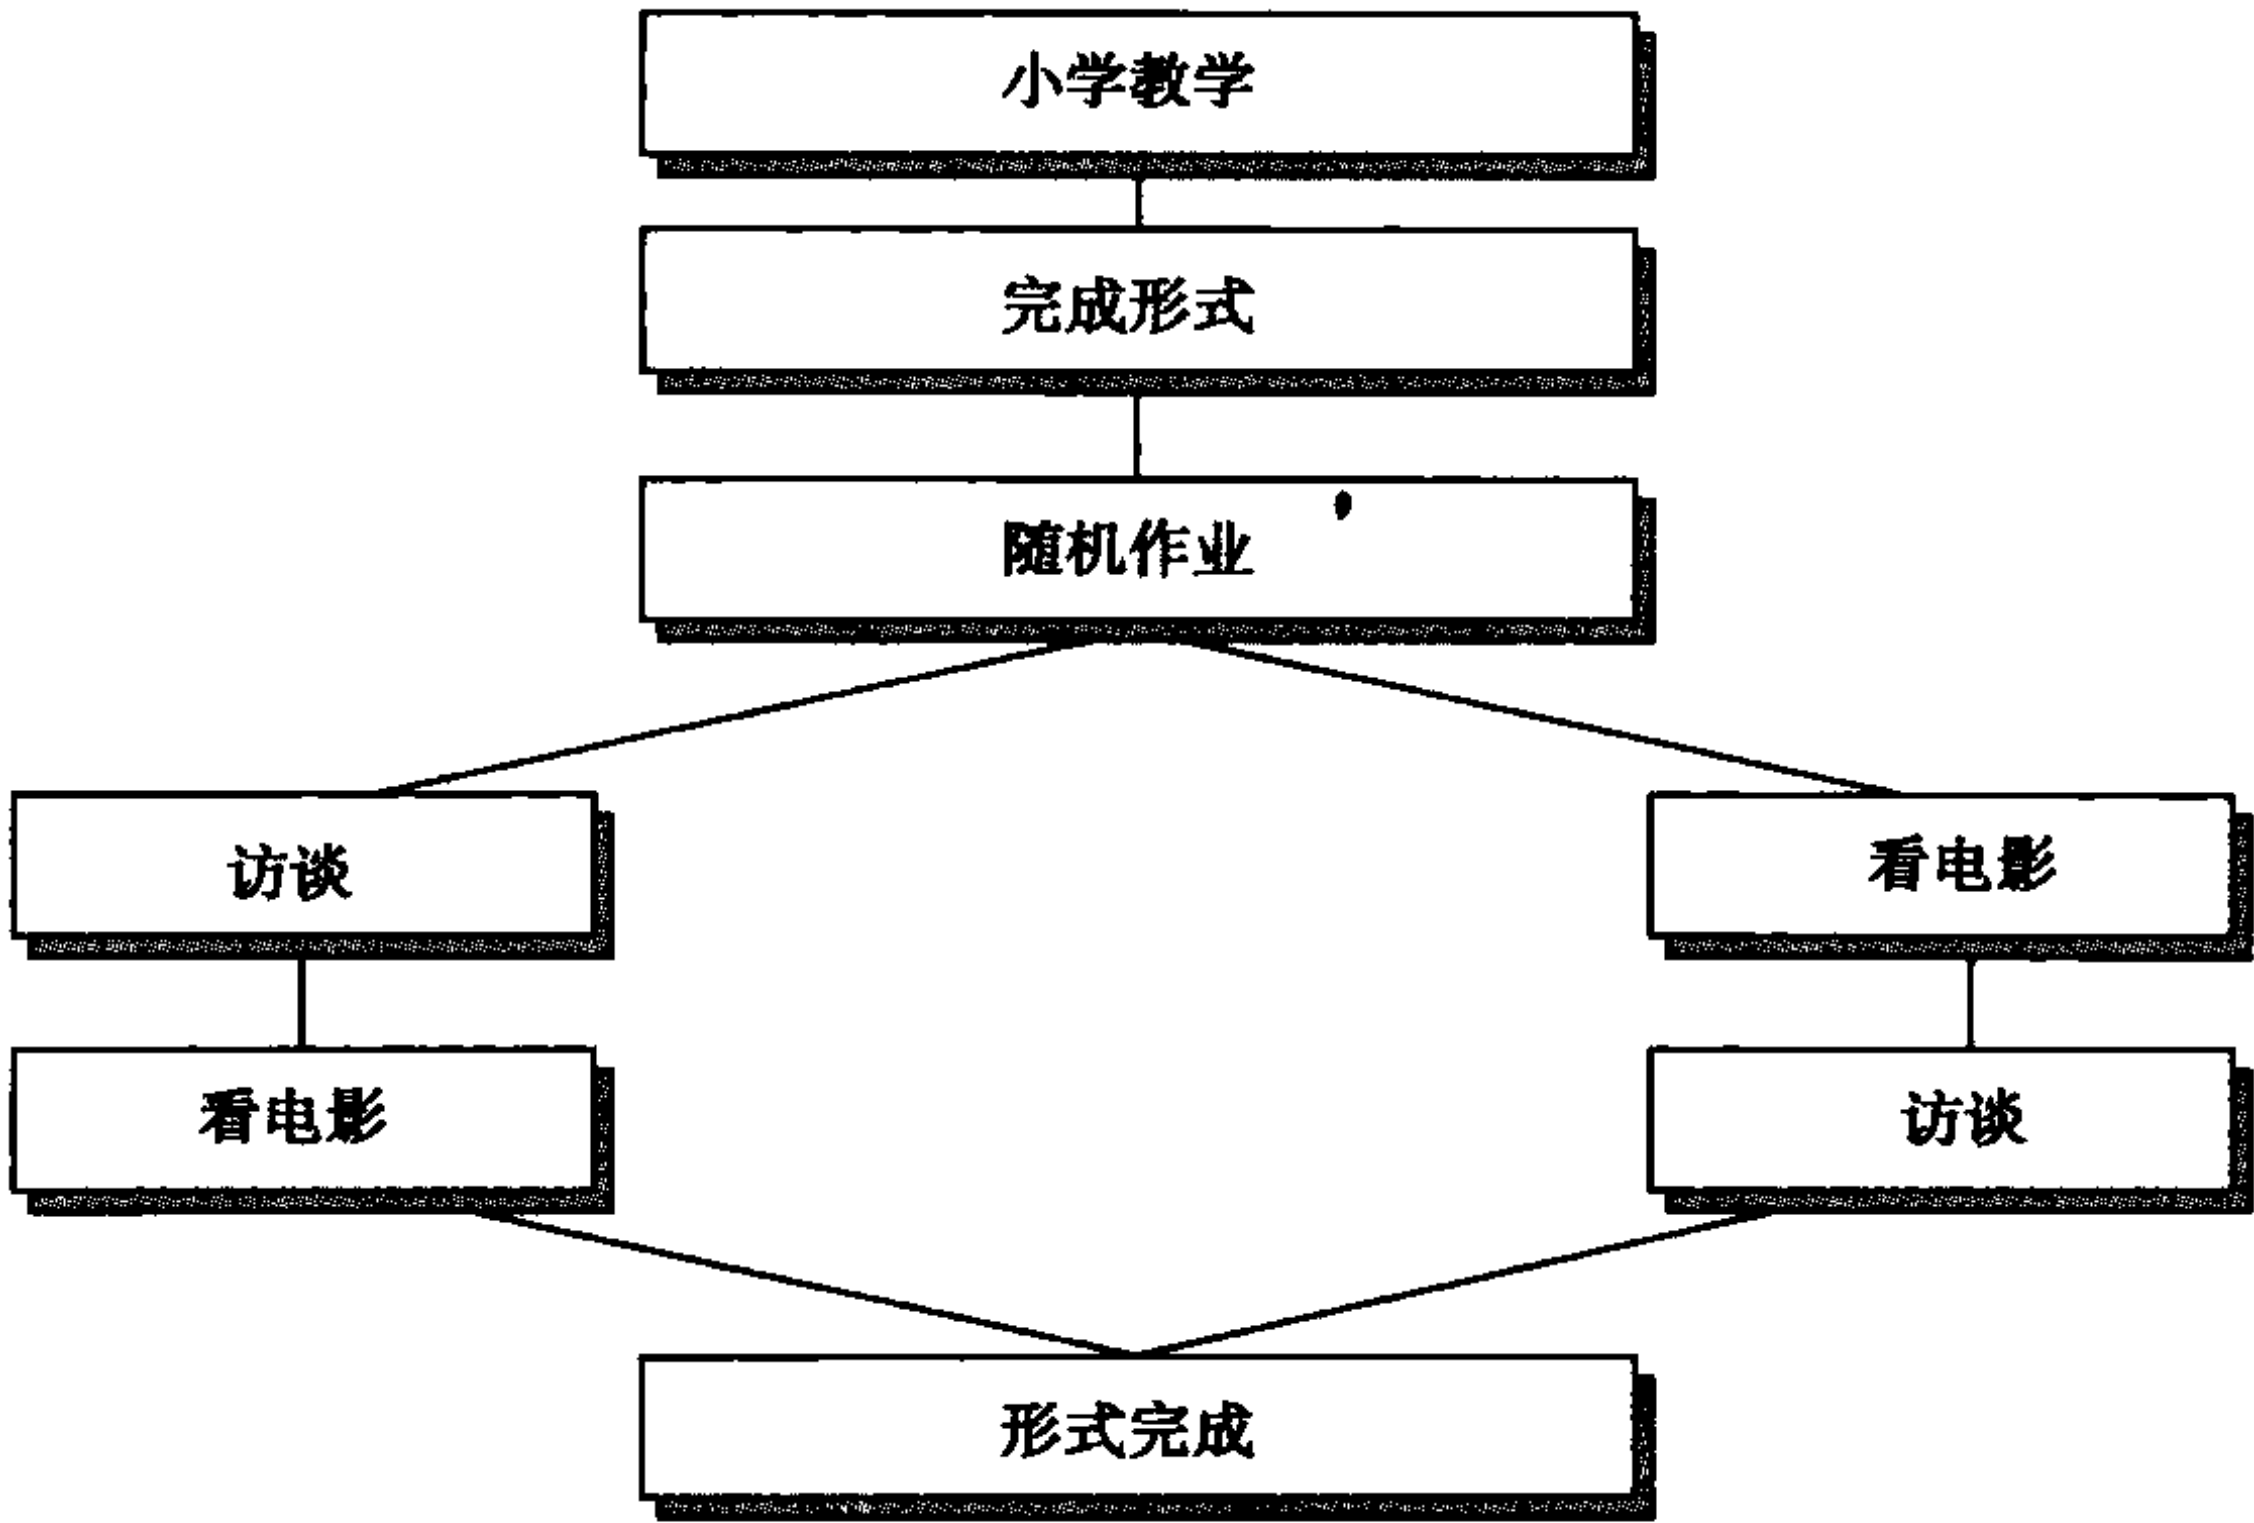 小学教学
完成形式
随机作业
访谈
看电影
看电影
访谈
形式完成